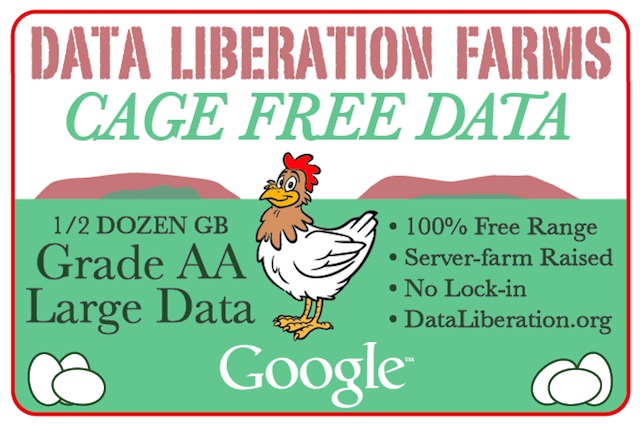 DATA LIBERATION FARMS
CAGE FREE DATA
1/2 DOZEN GB
Grade AA
Large Data
• 100% Free Range
• Server-farm Raised
• No Lock-in
• DataLiberation.org
Google™